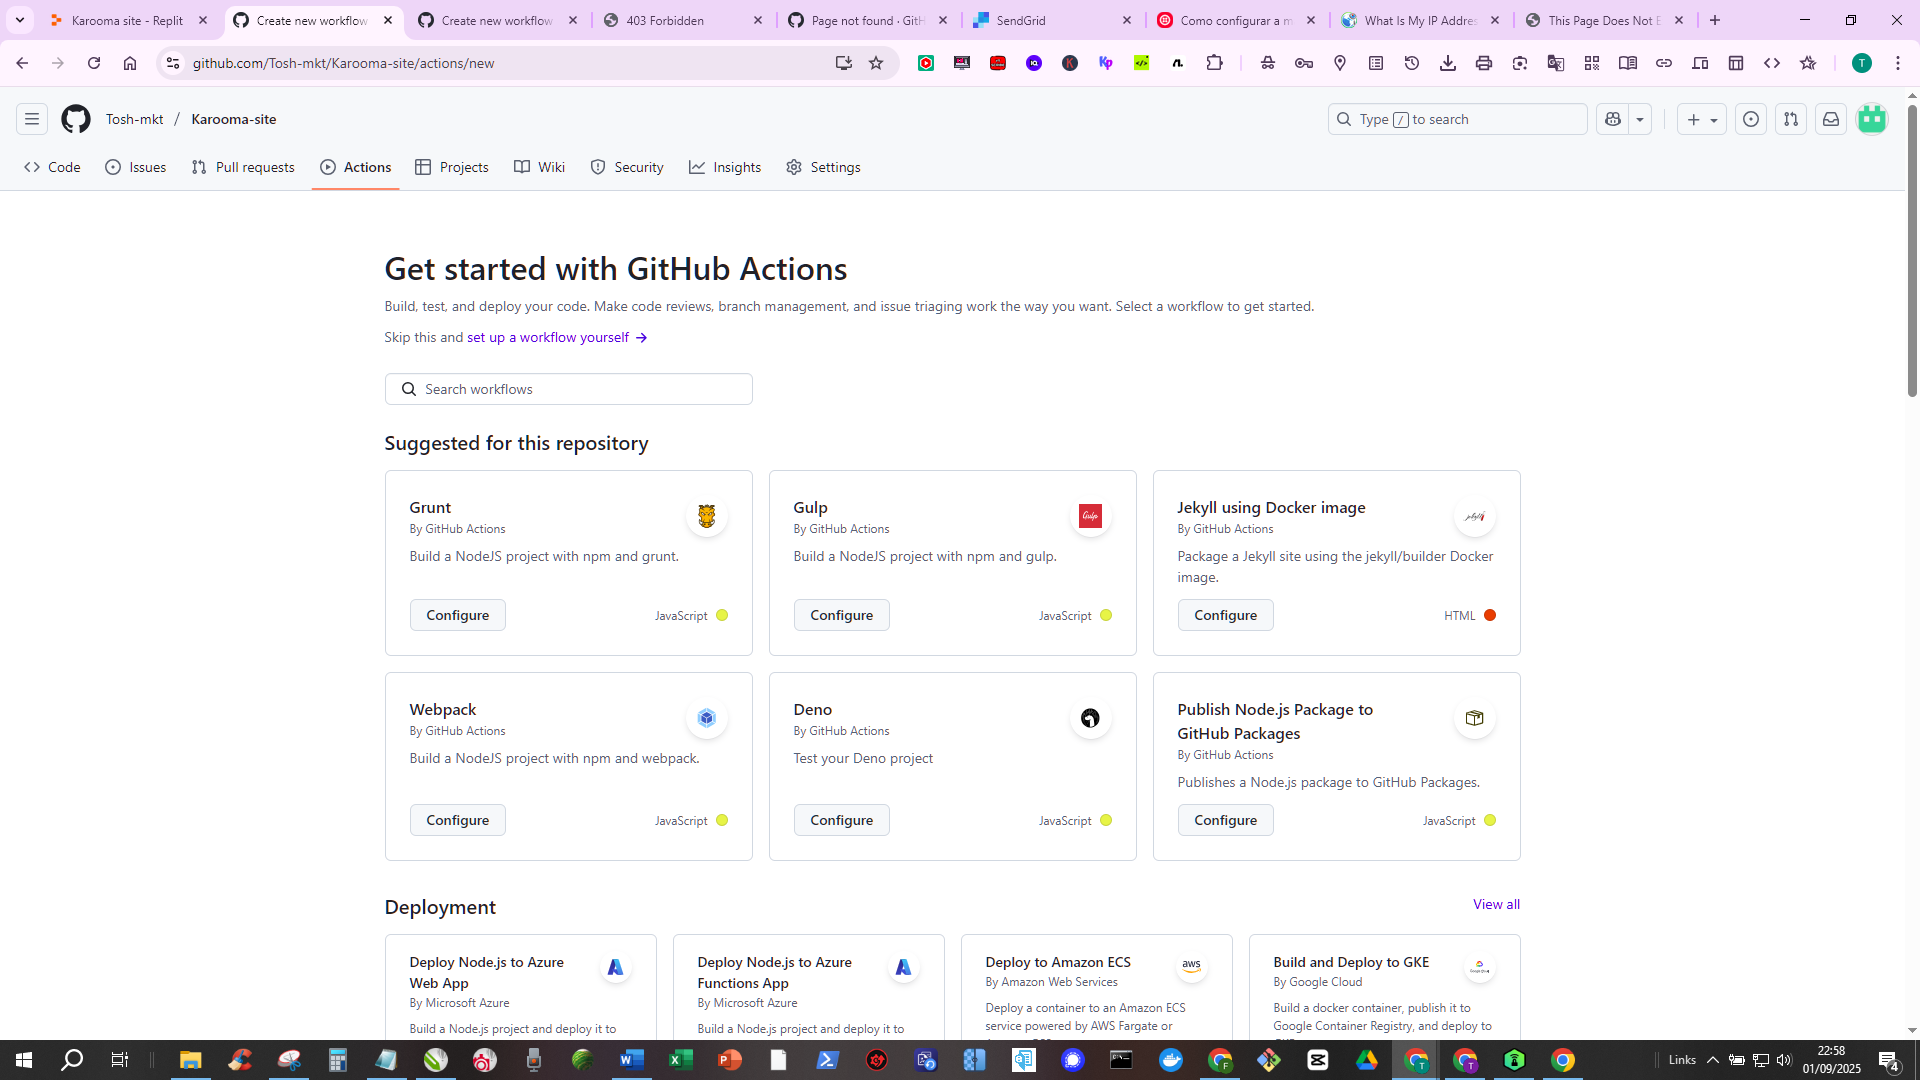 Karooma site - Replit
Create new workflow
Create new workflow
403 Forbidden
Page not found · GitH
SendGrid
Como configurar a m
What Is My IP Addres
This Page Does Not E
github.com/Tosh-mkt/Karooma-site/actions/new
Tosh-mkt / Karooma-site
Type / to search
Code
Issues
Pull requests
Actions
Projects
Wiki
Security
Insights
Settings
Get started with GitHub Actions
Build, test, and deploy your code. Make code reviews, branch management, and issue triaging work the way you want. Select a workflow to get started.
Skip this and set up a workflow yourself →
Search workflows
Suggested for this repository
Grunt
By GitHub Actions
Build a NodeJS project with npm and grunt.
Configure
JavaScript
Gulp
By GitHub Actions
Build a NodeJS project with npm and gulp.
Configure
JavaScript
Jekyll using Docker image
By GitHub Actions
Package a Jekyll site using the jekyll/builder Docker
image.
Configure
HTML
Webpack
By GitHub Actions
Build a NodeJS project with npm and webpack.
Configure
JavaScript
Deno
By GitHub Actions
Test your Deno project
Configure
JavaScript
Publish Node.js Package to
GitHub Packages
By GitHub Actions
Publishes a Node.js package to GitHub Packages.
Configure
JavaScript
Deployment
View all
Deploy Node.js to Azure
Web App
By Microsoft Azure
Build a Node.js project and deploy it to
Deploy Node.js to Azure
Functions App
By Microsoft Azure
Build a Node.js project and deploy it to
Deploy to Amazon ECS
aws
By Amazon Web Services
Deploy a container to an Amazon ECS
service powered by AWS Fargate or
Build and Deploy to GKE
By Google Cloud
Build a docker container, publish it to
Google Container Registry, and deploy to
Links
22:58
01/09/2025
4